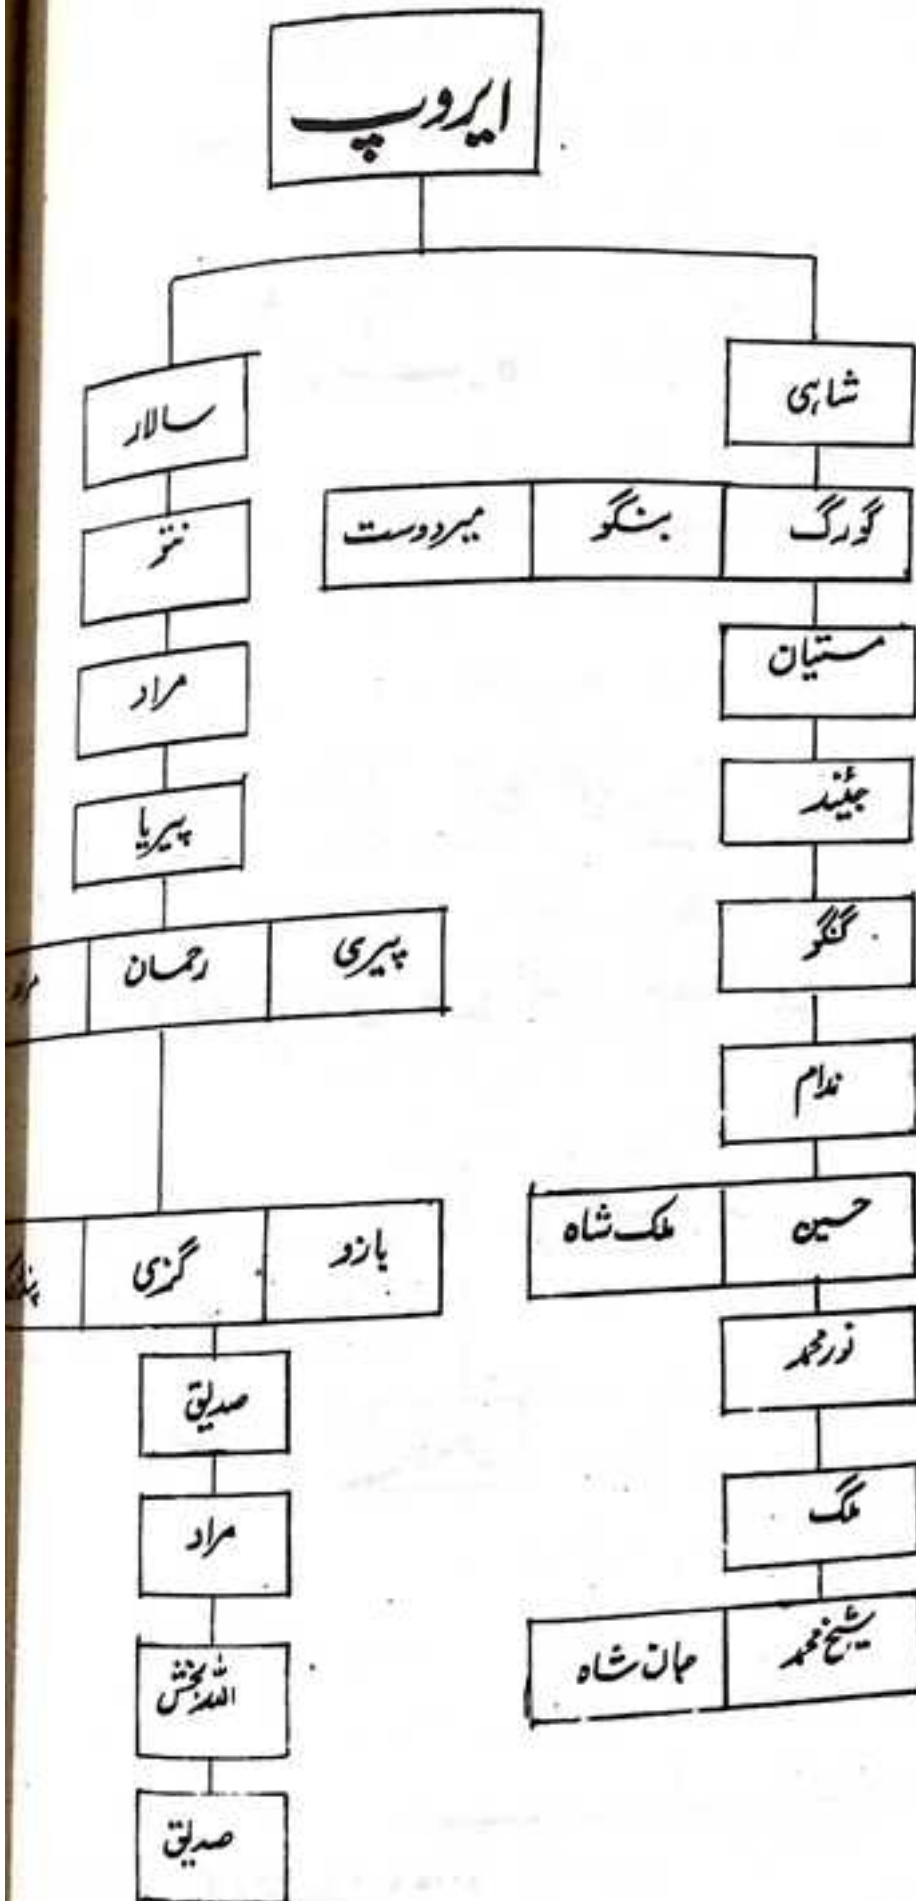 ایروپ
شاہی
سالار
گورگ
بنگو
میردوست
نتو
مستیان
مراد
جئیند
پیریا
گنگو
پیری
رحمان
ندام
حسین
ملک شاہ
بازو
گزی
نورمحمد
صدیق
ملگ
مراد
شیخ محمد
جان شاہ
اللہ بخش
صدیق